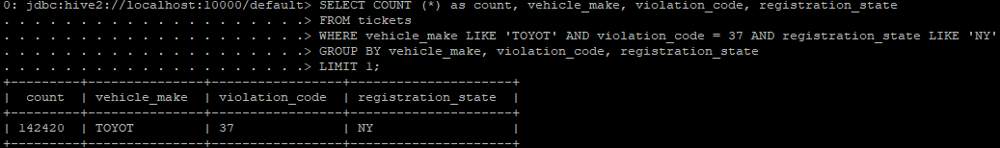 0: jdbc:hive2://localhost:10000/default> SELECT COUNT (*) as count, vehicle_make, violation_code, registration_state
. . . . . . . . . . . . . . . . . . . .> FROM tickets
. . . . . . . . . . . . . . . . . . . .> WHERE vehicle_make LIKE 'TOYOT' AND violation_code = 37 AND registration_state LIKE 'NY'
. . . . . . . . . . . . . . . . . . . .> GROUP BY vehicle_make, violation_code, registration_state
. . . . . . . . . . . . . . . . . . . .> LIMIT 1;
+---------+---------------+-----------------+---------------------+
| count | vehicle_make | violation_code | registration_state |
+---------+---------------+-----------------+---------------------+
| 142420 | TOYOT | 37 | NY |
+---------+---------------+-----------------+---------------------+